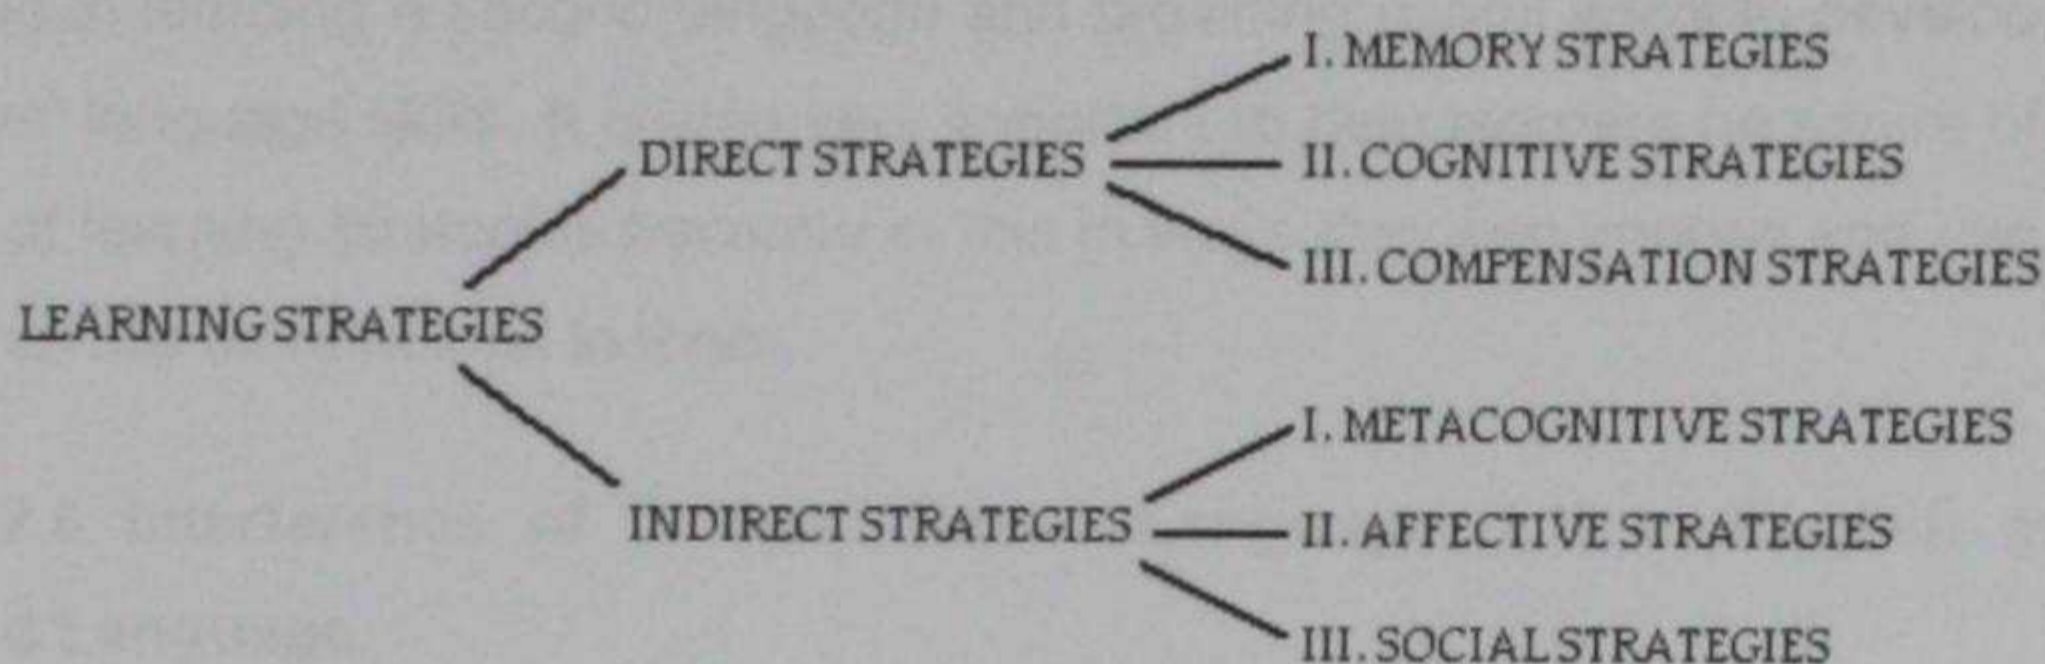 I. MEMORY STRATEGIES
DIRECT STRATEGIES
II. COGNITIVE STRATEGIES
III. COMPENSATION STRATEGIES
LEARNING STRATEGIES
I. METACOGNITIVE STRATEGIES
INDIRECT STRATEGIES
II. AFFECTIVE STRATEGIES
III. SOCIAL STRATEGIES